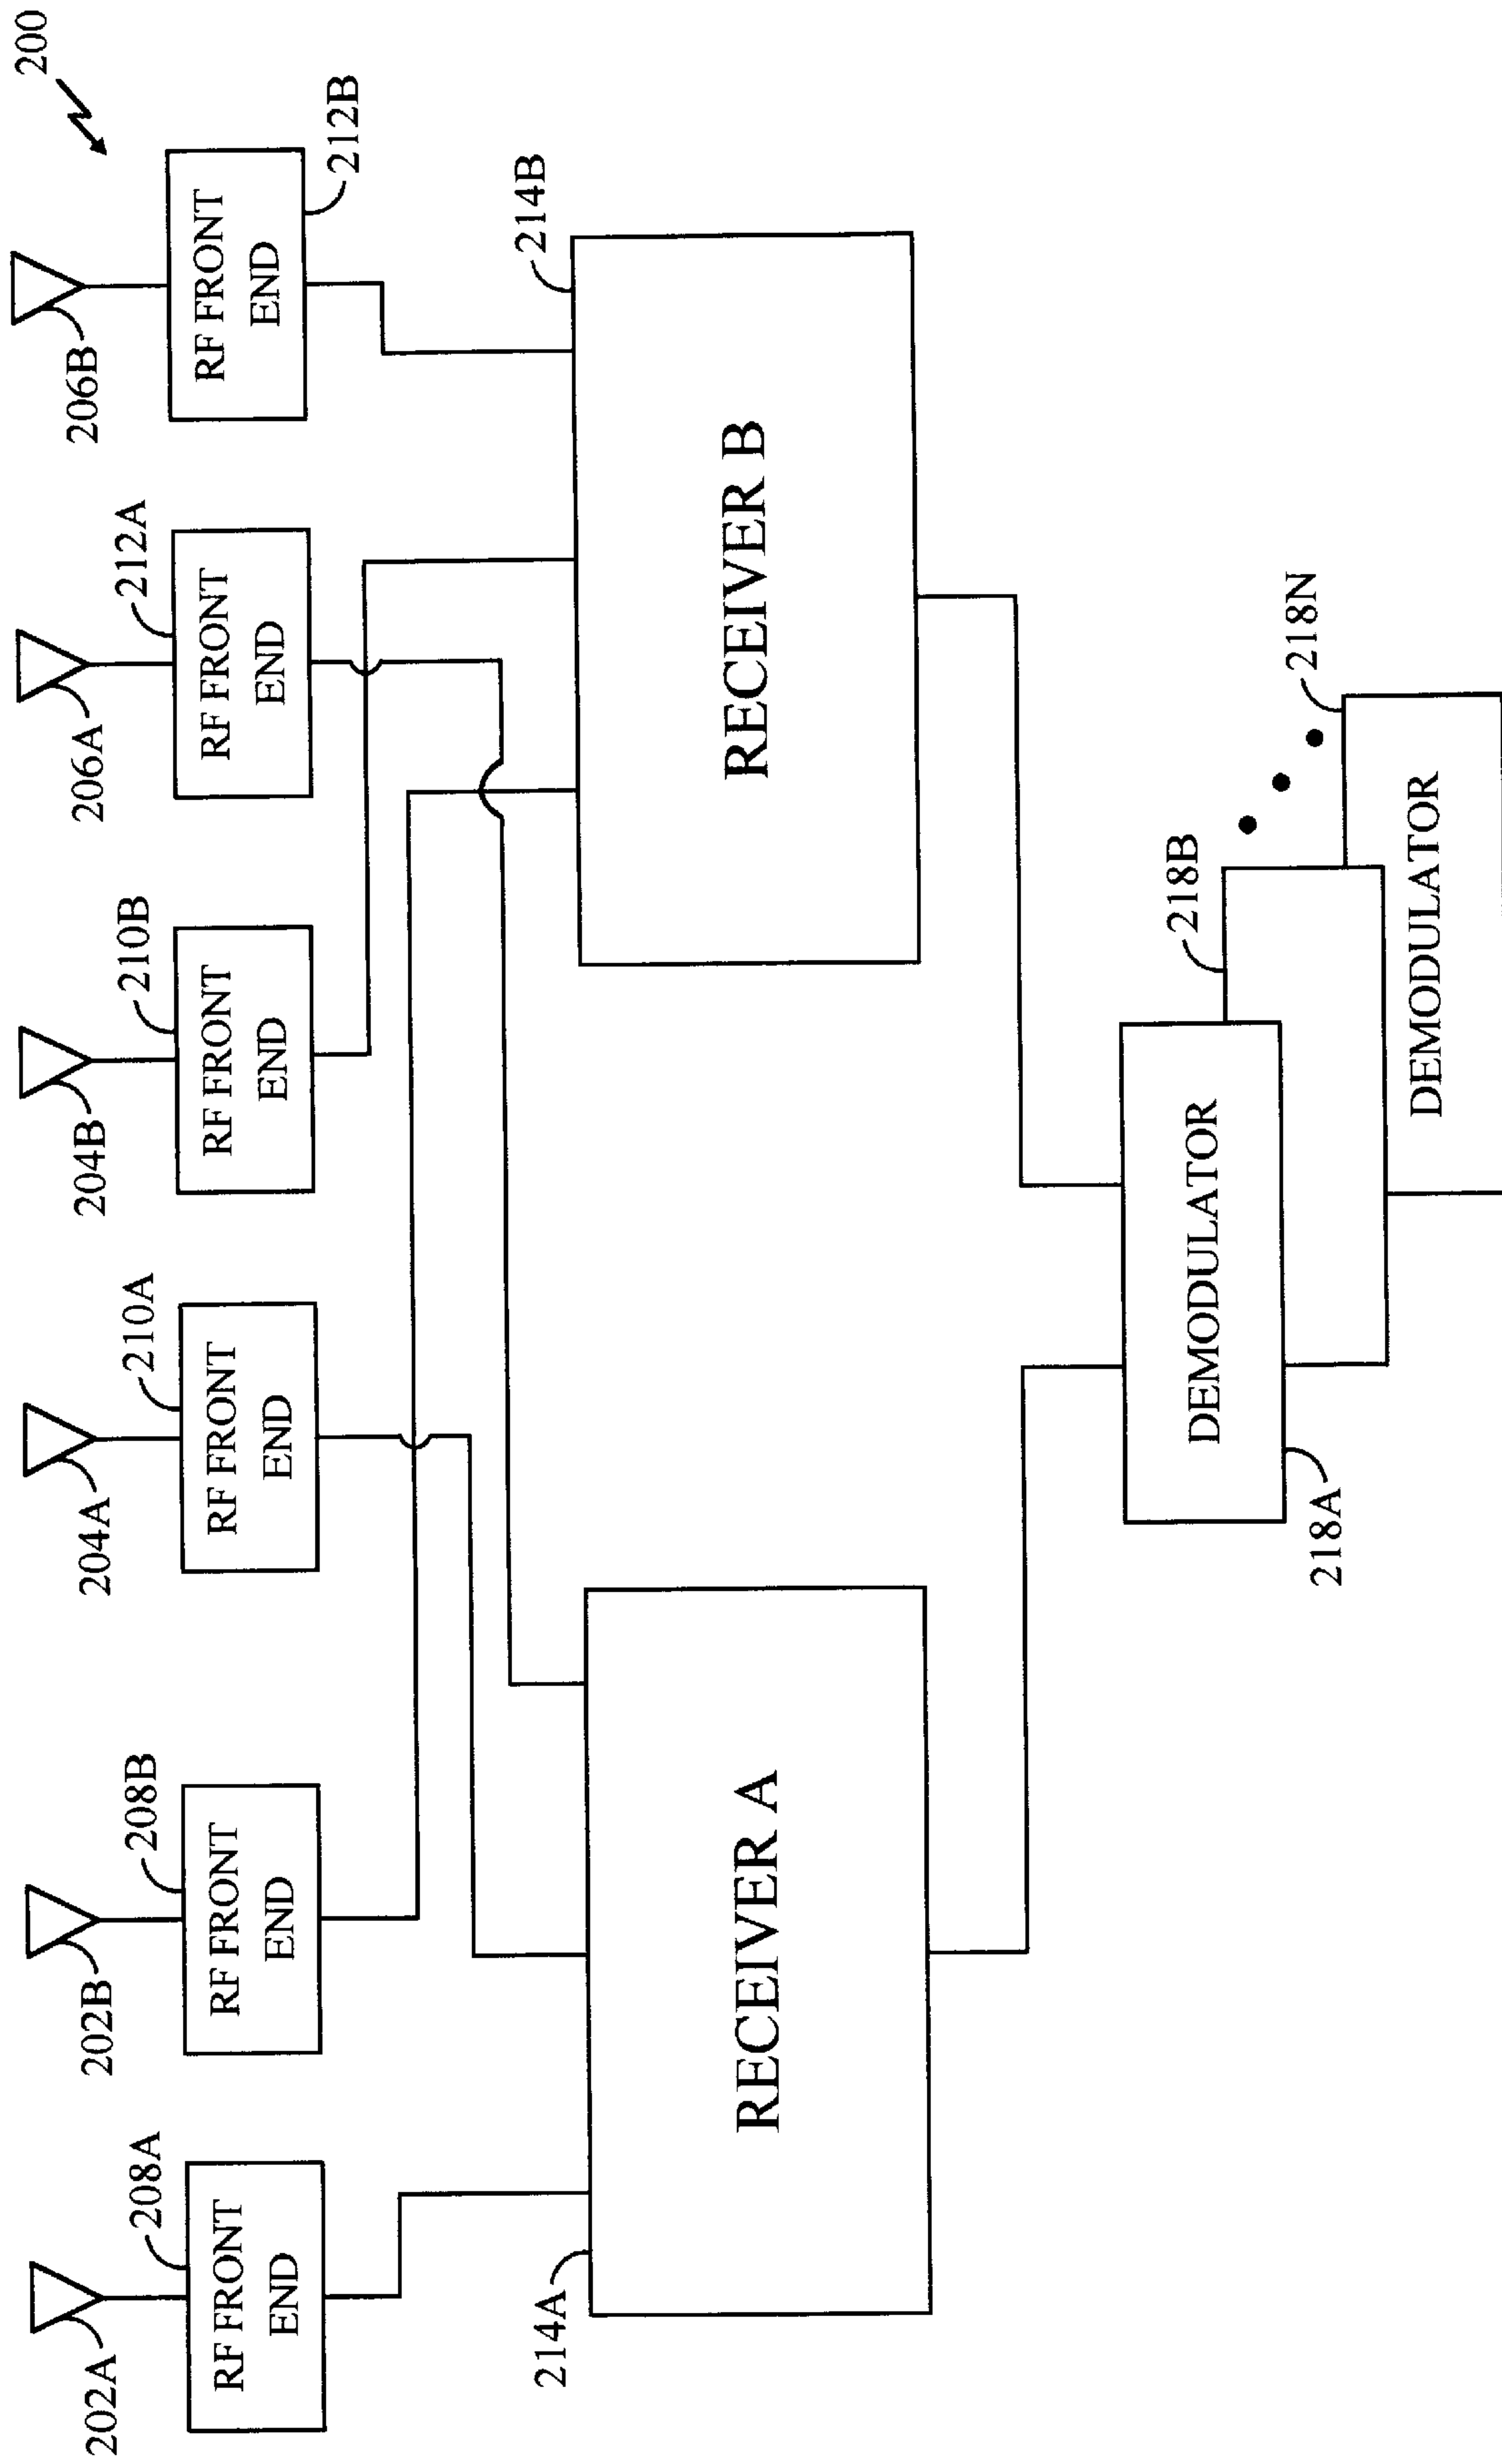 200
202A
202B
204A
204B
206A
206B
208A
208B
210A
210B
212A
212B
RF FRONT
END
RF FRONT
END
RF FRONT
END
RF FRONT
END
RF FRONT
END
RF FRONT
END
214A
214B
RECEIVER A
RECEIVER B
218B
218N
DEMODULATOR
218A
DEMODULATOR